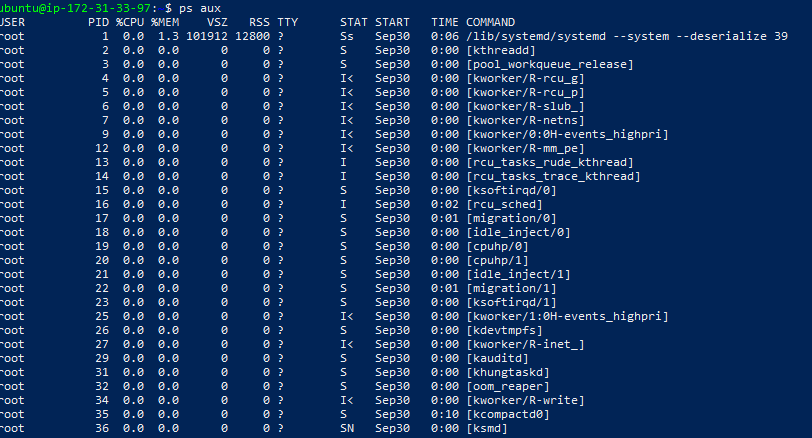 ubuntu@ip-172-31-33-97: $ ps aux
USER PID %CPU %MEM VSZ RSS TTY STAT START TIME COMMAND
root 1 0.0 1.3 101912 12800 ? Ss Sep30 0:06 /lib/systemd/systemd --system --deserialize 39
root 2 0.0 0.0 0 0 ? S Sep30 0:00 [kthreadd]
root 3 0.0 0.0 0 0 ? S Sep30 0:00 [pool_workqueue_release]
root 4 0.0 0.0 0 0 ? I< Sep30 0:00 [kworker/R-rcu_g]
root 5 0.0 0.0 0 0 ? I< Sep30 0:00 [kworker/R-rcu_p]
root 6 0.0 0.0 0 0 ? I< Sep30 0:00 [kworker/R-slub_]
root 7 0.0 0.0 0 0 ? I< Sep30 0:00 [kworker/R-netns]
root 9 0.0 0.0 0 0 ? I< Sep30 0:00 [kworker/0:0H-events_highpri]
root 12 0.0 0.0 0 0 ? I< Sep30 0:00 [kworker/R-mm_pe]
root 13 0.0 0.0 0 0 ? I Sep30 0:00 [rcu_tasks_rude_kthread]
root 14 0.0 0.0 0 0 ? I Sep30 0:00 [rcu_tasks_trace_kthread]
root 15 0.0 0.0 0 0 ? S Sep30 0:00 [ksoftirqd/0]
root 16 0.0 0.0 0 0 ? I Sep30 0:02 [rcu_sched]
root 17 0.0 0.0 0 0 ? S Sep30 0:01 [migration/0]
root 18 0.0 0.0 0 0 ? S Sep30 0:00 [idle_inject/0]
root 19 0.0 0.0 0 0 ? S Sep30 0:00 [cpuhp/0]
root 20 0.0 0.0 0 0 ? S Sep30 0:00 [cpuhp/1]
root 21 0.0 0.0 0 0 ? S Sep30 0:00 [idle_inject/1]
root 22 0.0 0.0 0 0 ? S Sep30 0:01 [migration/1]
root 23 0.0 0.0 0 0 ? S Sep30 0:00 [ksoftirqd/1]
root 25 0.0 0.0 0 0 ? I< Sep30 0:00 [kworker/1:0H-events_highpri]
root 26 0.0 0.0 0 0 ? S Sep30 0:00 [kdevtmpfs]
root 27 0.0 0.0 0 0 ? I< Sep30 0:00 [kworker/R-inet_]
root 29 0.0 0.0 0 0 ? S Sep30 0:00 [kauditd]
root 31 0.0 0.0 0 0 ? S Sep30 0:00 [khungtaskd]
root 32 0.0 0.0 0 0 ? S Sep30 0:00 [oom_reaper]
root 34 0.0 0.0 0 0 ? I< Sep30 0:00 [kworker/R-write]
root 35 0.0 0.0 0 0 ? S Sep30 0:10 [kcompactd0]
root 36 0.0 0.0 0 0 ? SN Sep30 0:00 [ksmd]